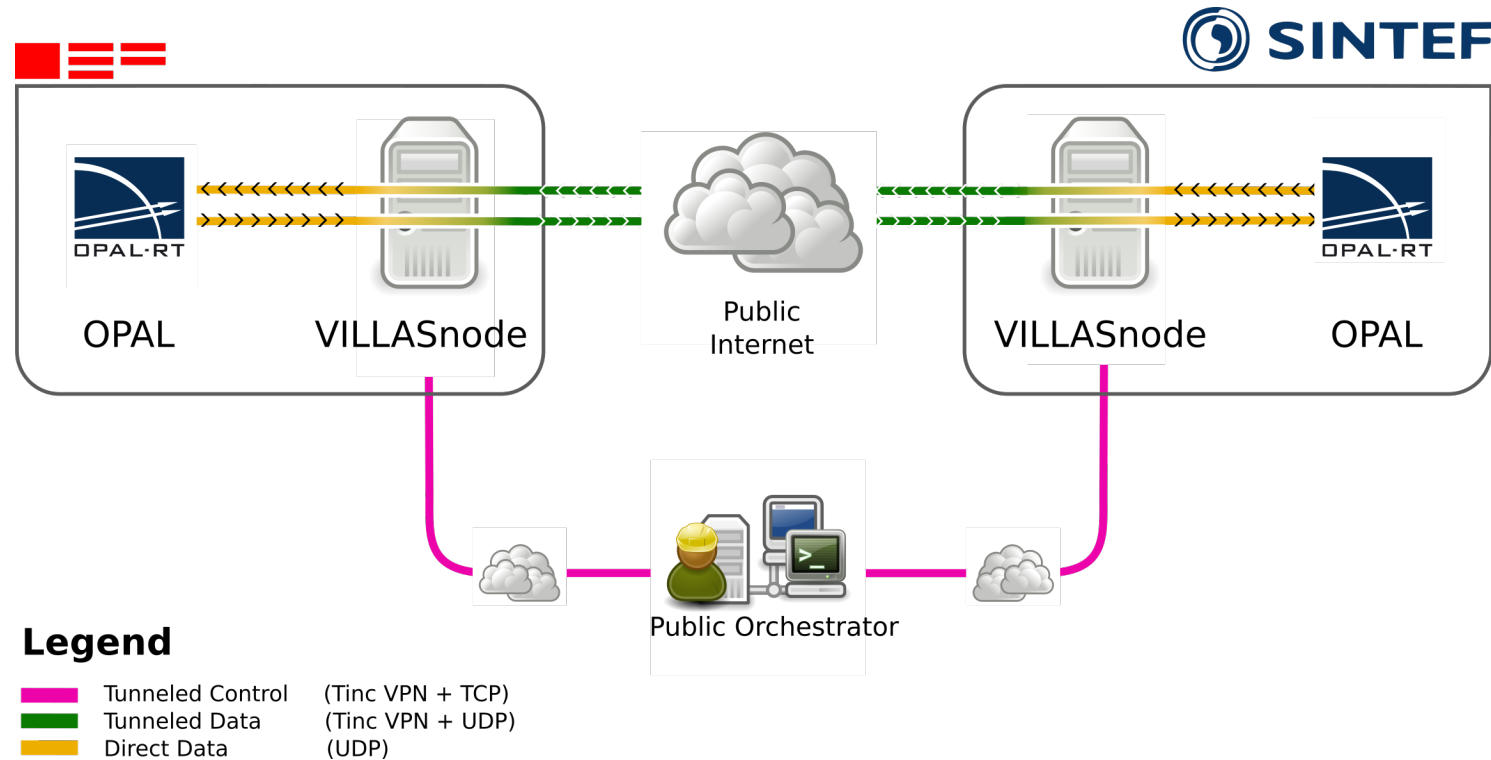 SINTEF
OPAL-RT
OPAL-RT
OPAL
VILLASnode
Public
Internet
VILLASnode
OPAL
>_
Public Orchestrator
Legend
Tunneled Control (Tinc VPN + TCP)
Tunneled Data (Tinc VPN + UDP)
Direct Data (UDP)